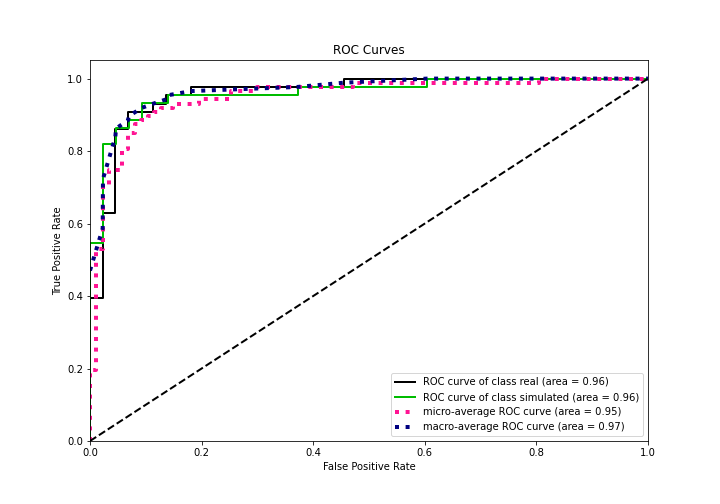 ROC Curves
True Positive Rate
1.0
0.8
0.6
0.4
0.2
0.0
0.0 0.2 0.4 0.6 0.8 1.0
False Positive Rate
ROC curve of class real (area = 0.96)
ROC curve of class simulated (area = 0.96)
micro-average ROC curve (area = 0.95)
macro-average ROC curve (area = 0.97)